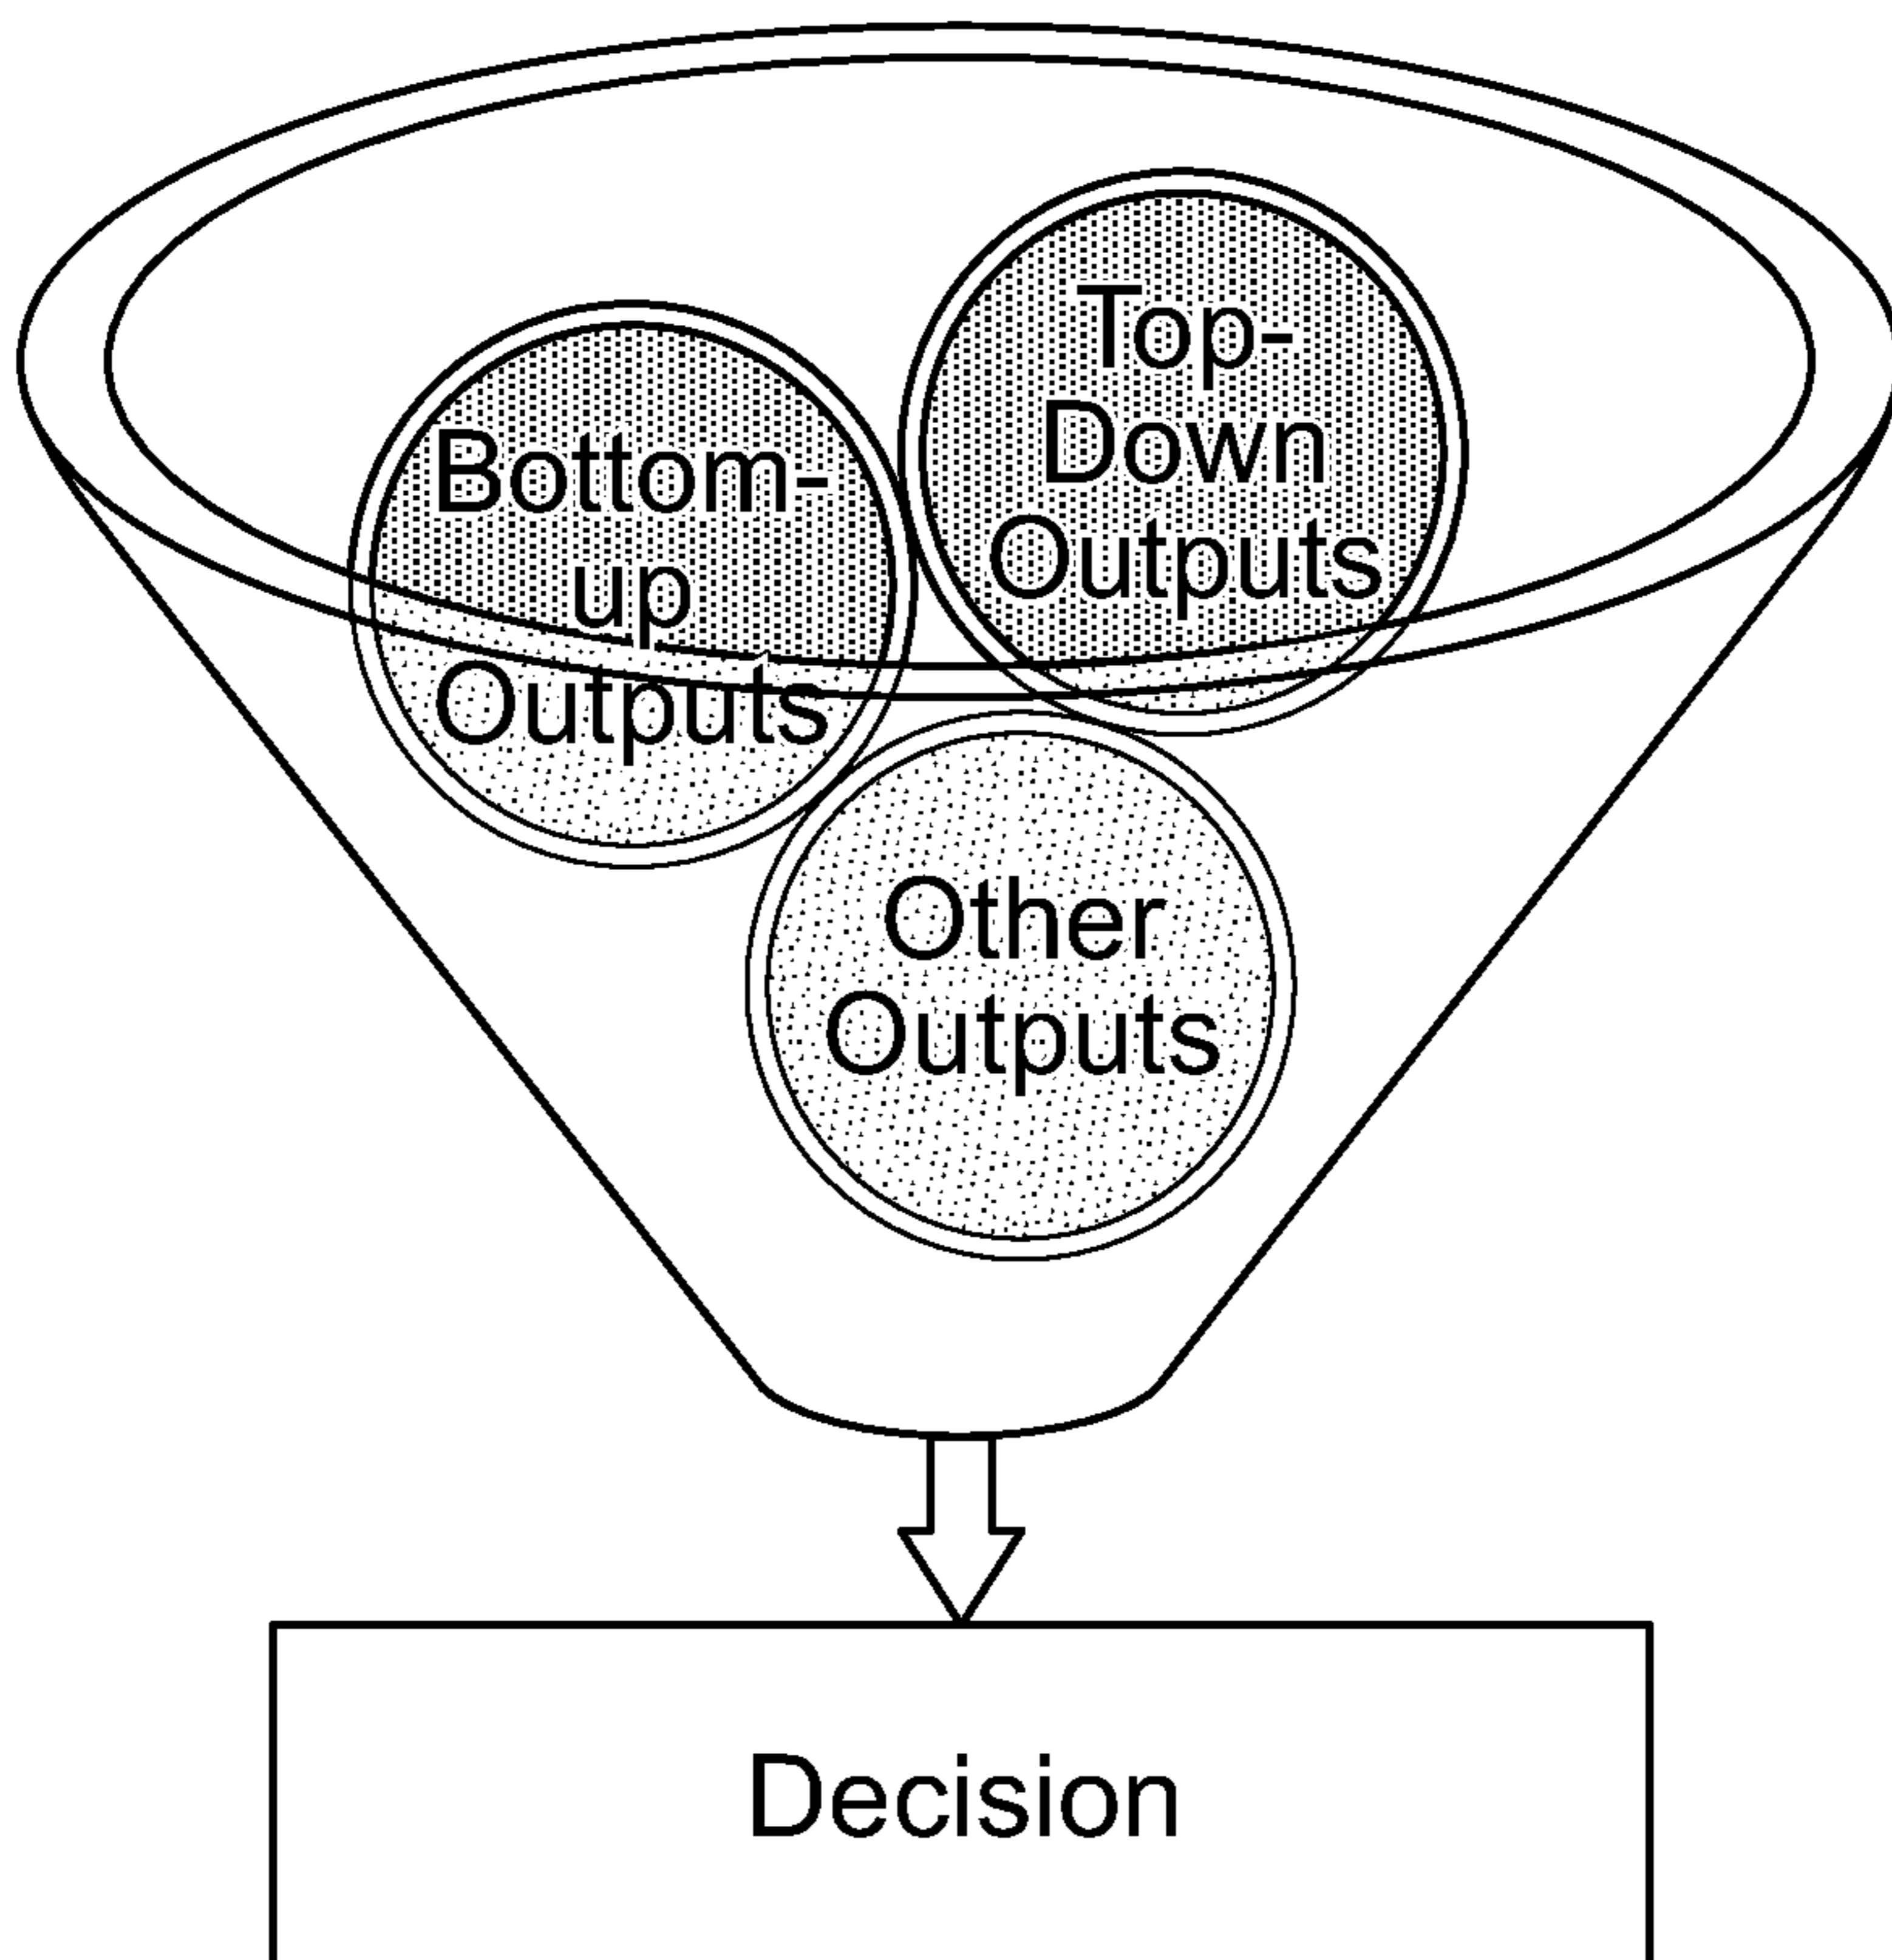 Top-
Down
Outputs
Bottom-
up
Outputs
Other
Outputs
Decision